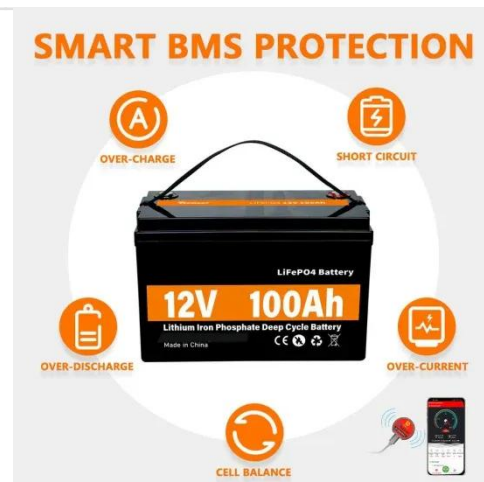 SMART BMS PROTECTION
A
OVER-CHARGE
SHORT CIRCUIT
LiFePO4 Battery
12V 100Ah
Lithium Iron Phosphate Deep Cycle Battery
Made in China
CE
OVER-DISCHARGE
OVER-CURRENT
CELL BALANCE